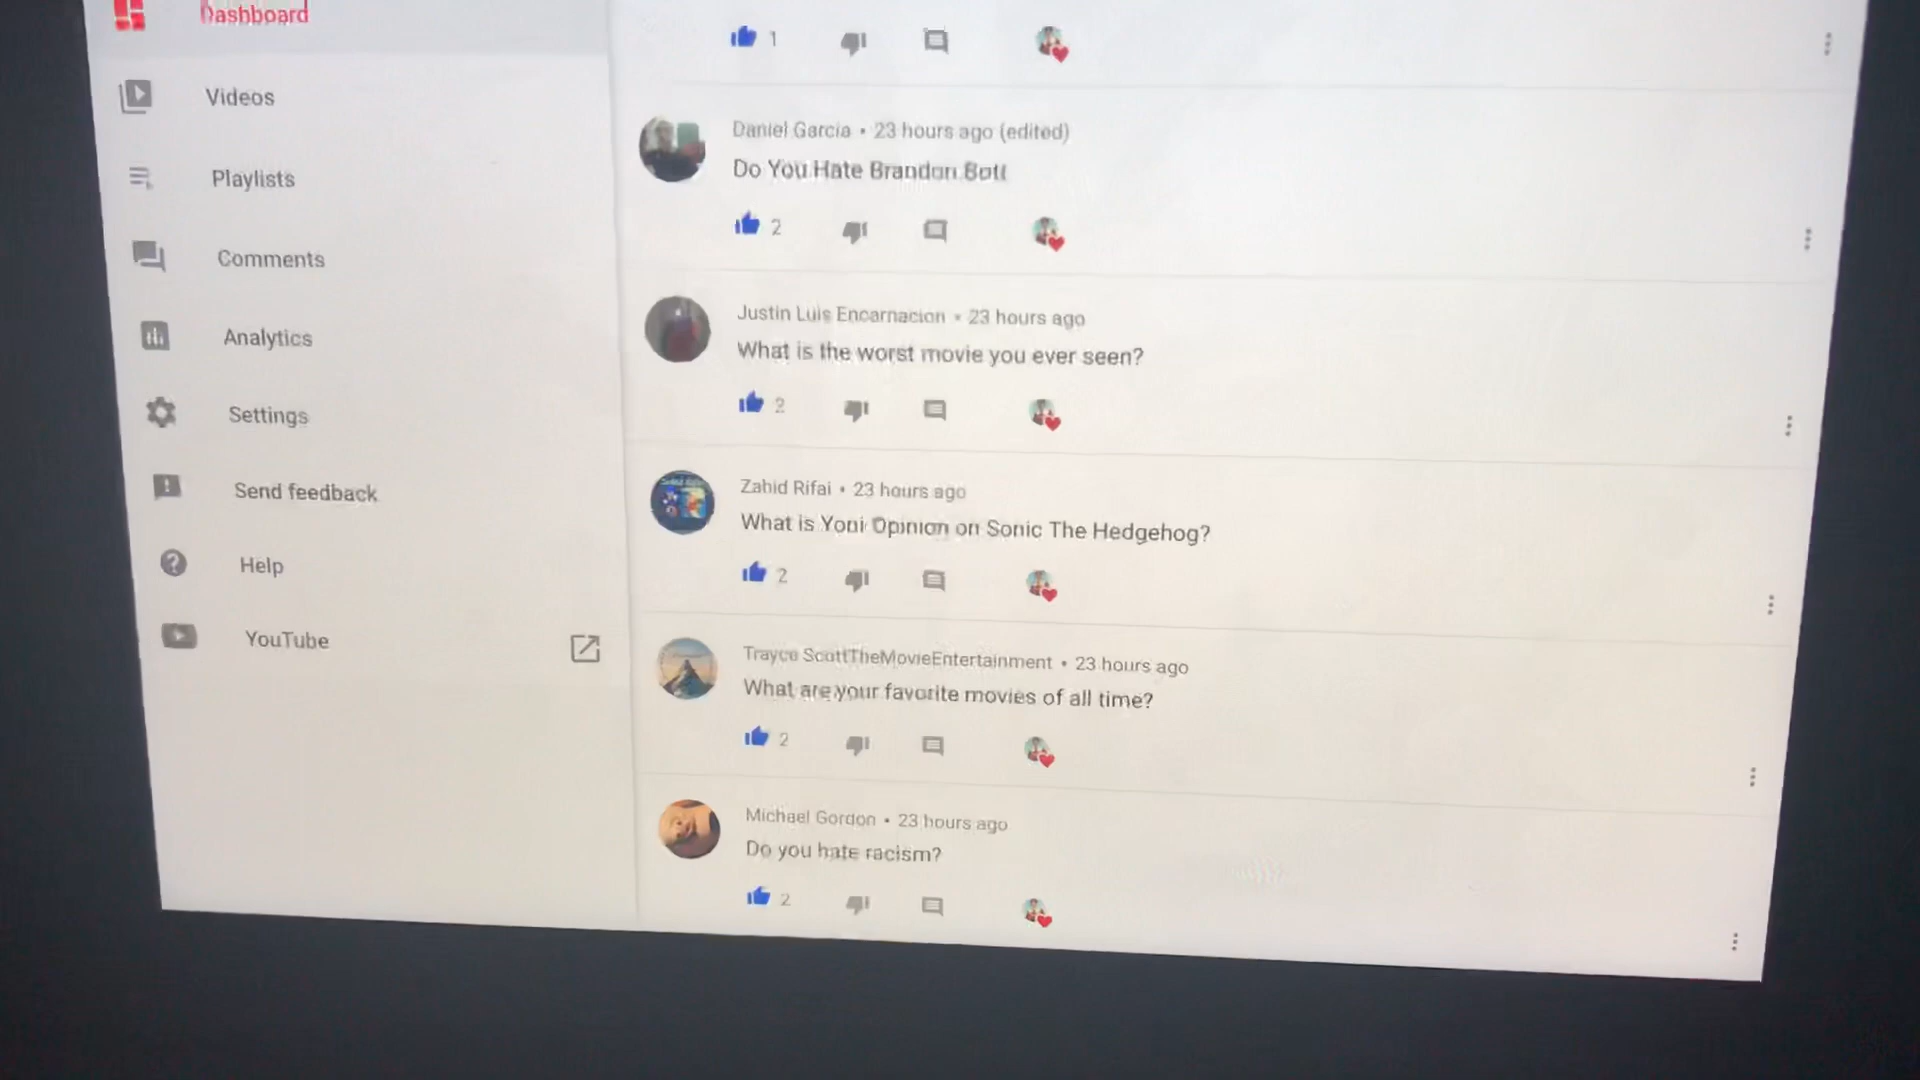 Dashboard
1
Videos
Daniel Garcia • 23 hours ago (edited)
Do You Hate Brandon
Playlists
2
Comments
Justin Luis Encarnacion • 23 hours ago
Analytics
What is the worst movie you ever seen?
2
Settings
Send feedback
Zahid Rifai • 23 hours ago
What is Yoni Opinion on Sonic The Hedgehog?
Help
2
YouTube
Trayce ScottTheMovieEntertainment • 23 hours ago
What are your favorite movies of all time?
2
Michael Gordon • 23 hours ago
Do you hate racism?
2